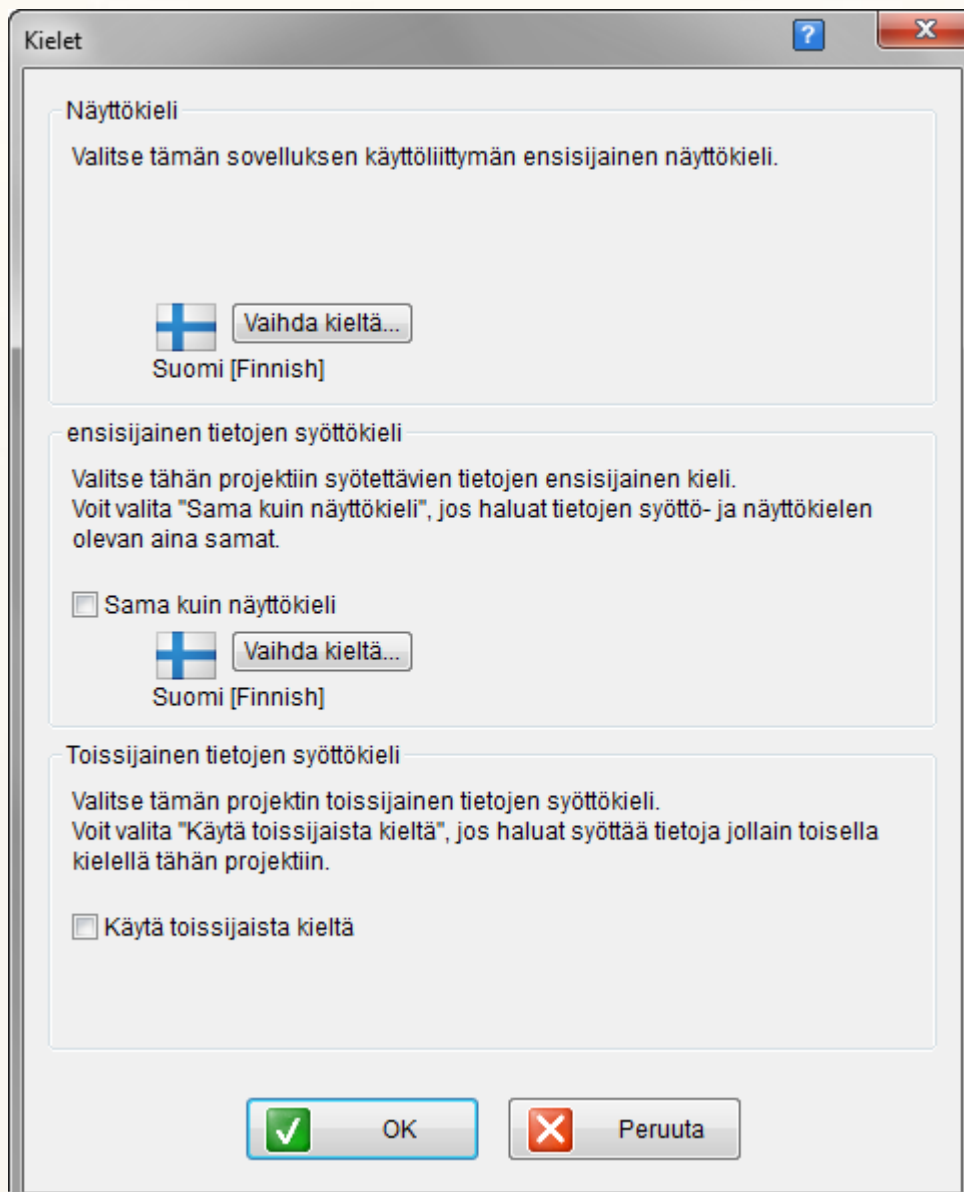 Kielet
?
Näyttökieli
Valitse tämän sovelluksen käyttöliittymän ensisijainen näyttökieli.
Vaihda kieltä...
Suomi [Finnish]
ensisijainen tietojen syöttökieli
Valitse tähän projektiin syötettävien tietojen ensisijainen kieli.
Voit valita "Sama kuin näyttökieli", jos haluat tietojen syöttö- ja näyttökielen
olevan aina samat.
Sama kuin näyttökieli
Vaihda kieltä...
Suomi [Finnish]
Toissijainen tietojen syöttökieli
Valitse tämän projektin toissijainen tietojen syöttökieli.
Voit valita "Käytä toissijaista kieltä", jos haluat syöttää tietoja jollain toisella
kielellä tähän projektiin.
Käytä toissijaista kieltä
OK
Peruuta